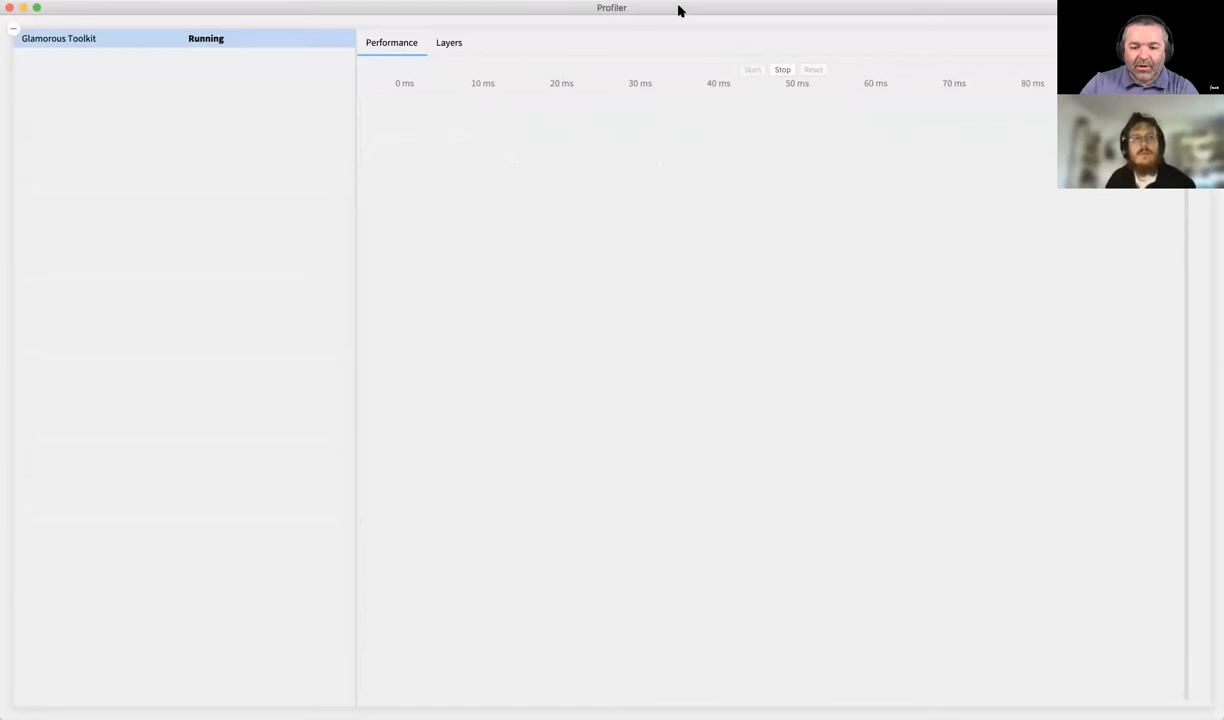 Profiler
Glamorous Toolkit Running
Performance Layers
Start Stop Reset
0 ms 10 ms 20 ms 30 ms 40 ms 50 ms 60 ms 70 ms 80 ms